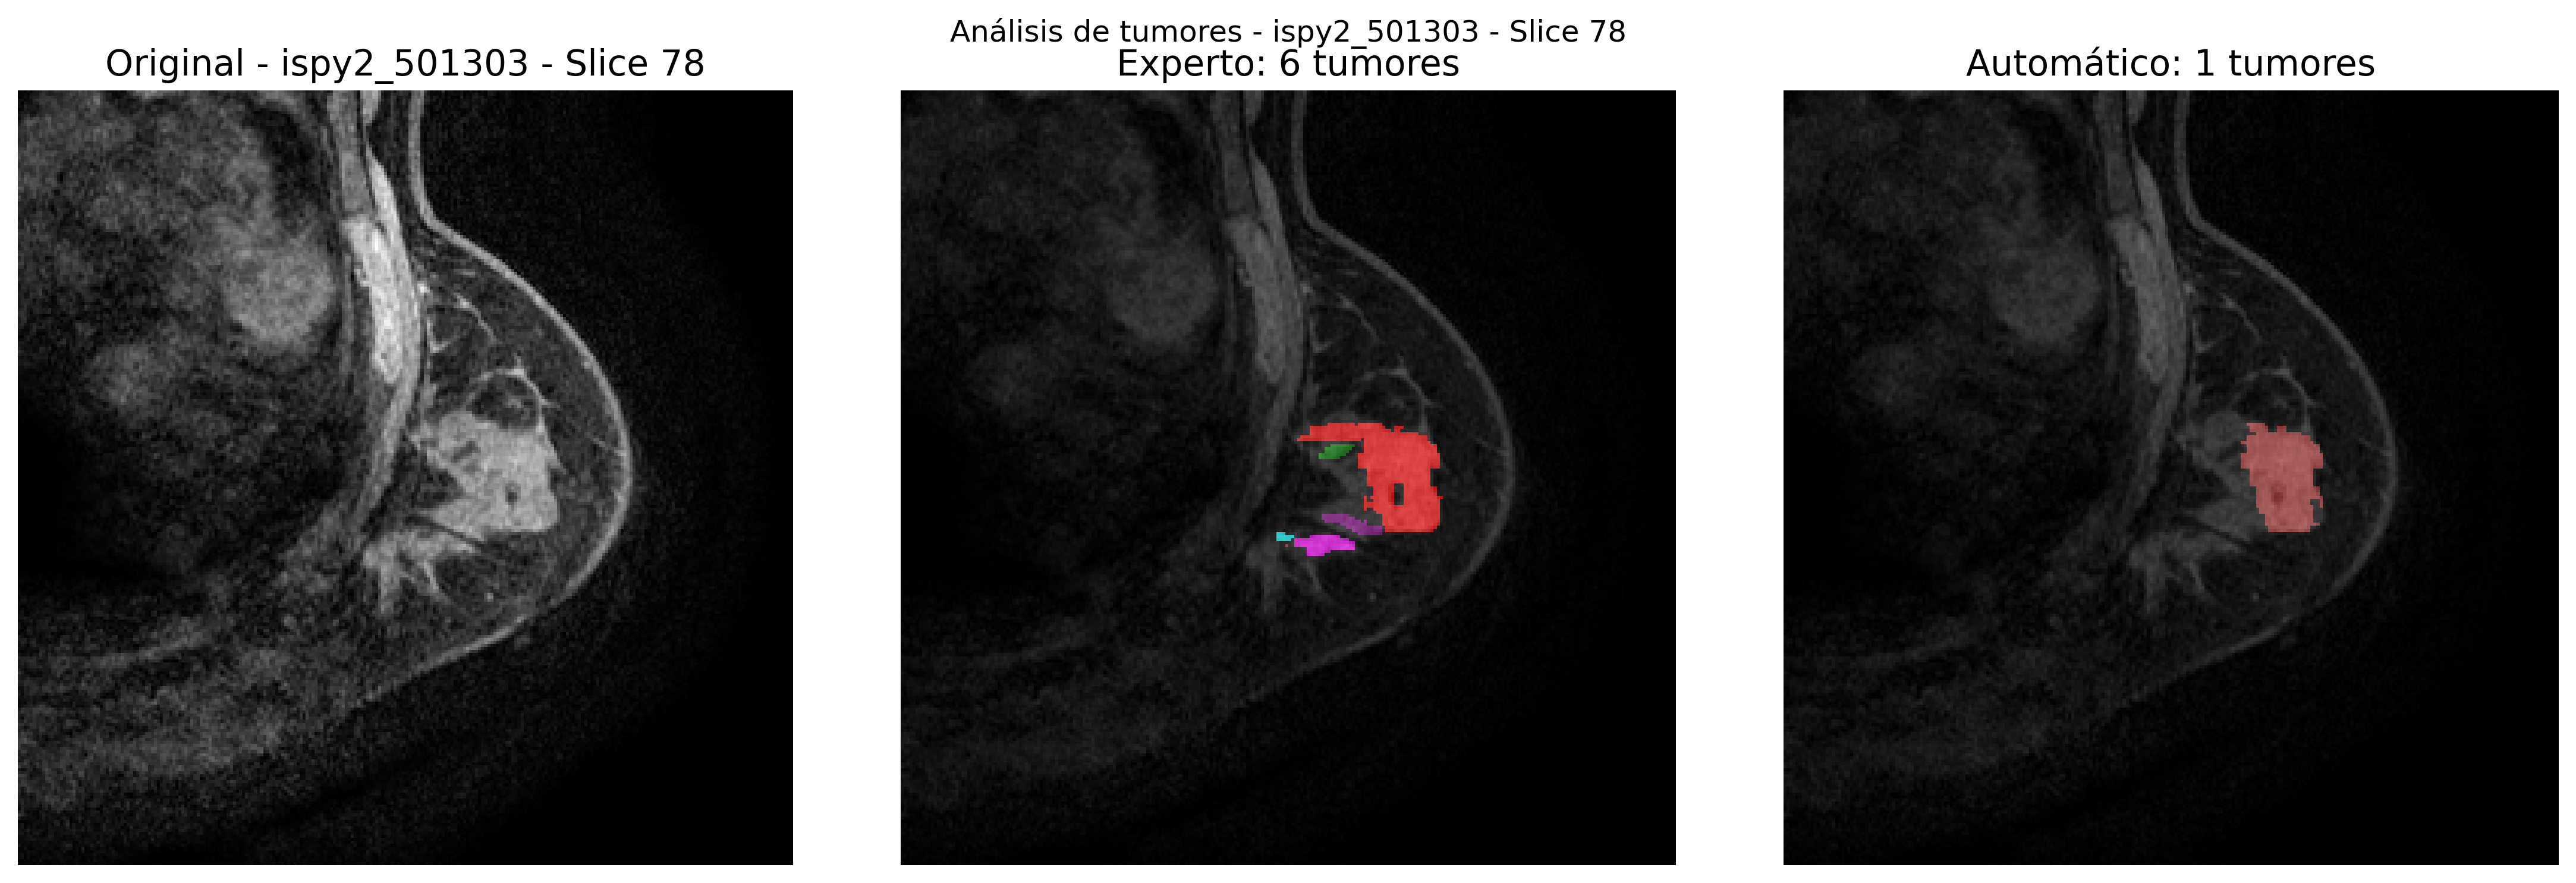 Análisis de tumores - ispy2_501303 - Slice 78
Original - ispy2_501303 - Slice 78
Experto: 6 tumores
Automático: 1 tumores